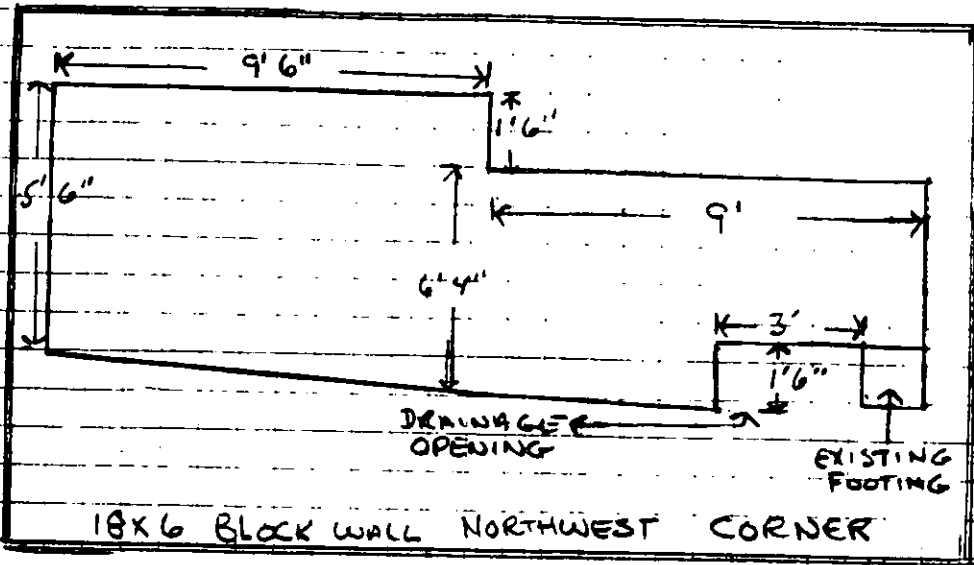 9' 6"
1' 6"
5' 6"
9'
6' 4"
3'
1' 6"
DRAINAGE
OPENING
EXISTING
FOOTING
18X6 BLOCK WALL NORTHWEST CORNER